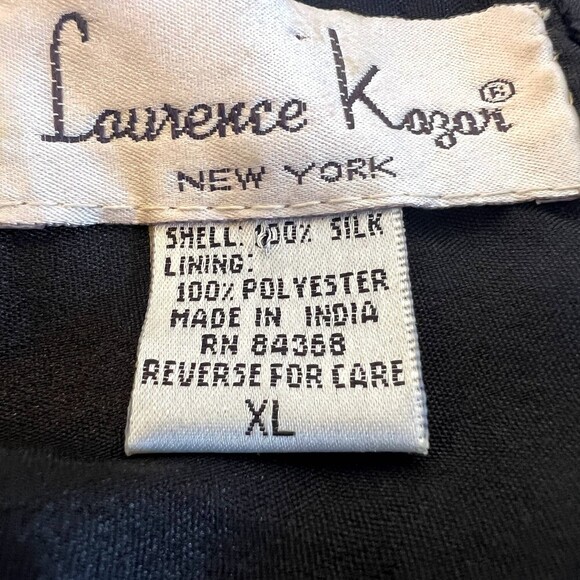 Laurence Kazar®
NEW YORK
SHELL: 100% SILK
LINING:
100% POLYESTER
MADE IN INDIA
RN 84368
REVERSE FOR CARE
XL